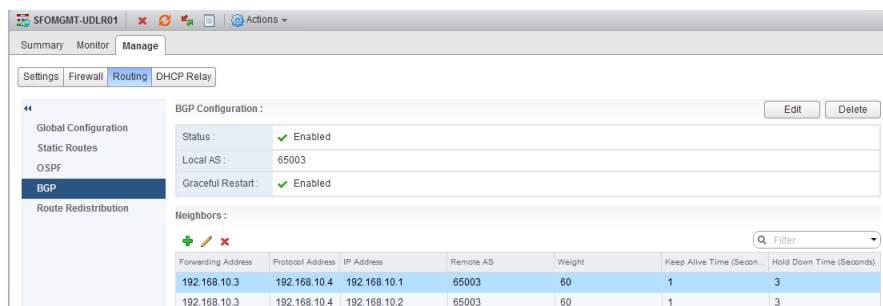 SFOMGMT-UDLR01 Actions
Summary Monitor Manage
Settings Firewall Routing DHCP Relay
BGP Configuration : Edit Delete
Global Configuration
Static Routes
OSPF
BGP
Route Redistribution
Status : Enabled
Local AS : 65003
Graceful Restart : Enabled
Neighbors :
Filter
Forwarding Address Protocol Address IP Address Remote AS Weight Keep Alive Time (Secon... Hold Down Time (Seconds)
192.168.10.3 192.168.10.4 192.168.10.1 65003 60 1 3
192.168.10.3 192.168.10.4 192.168.10.2 65003 60 1 3